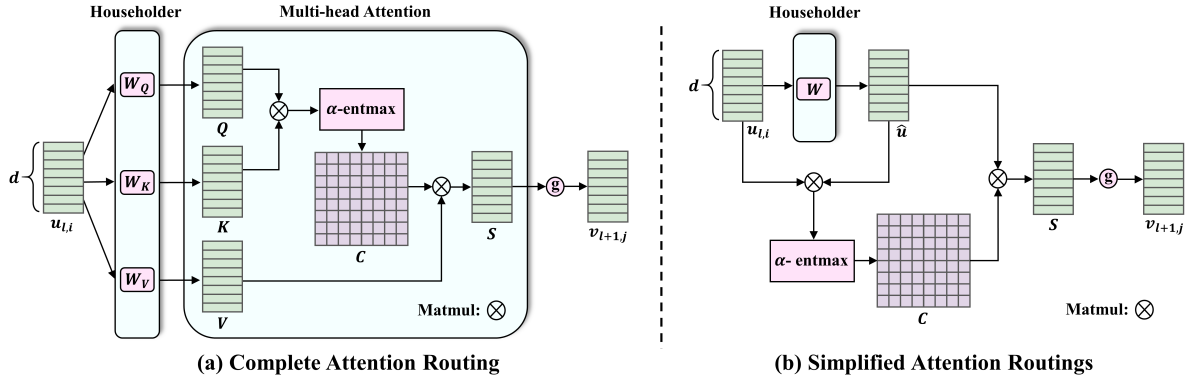 Householder
Multi-head Attention
W_Q
Q
α-entmax
d
u_{l,i}
W_K
K
C
S
g
v_{l+1,j}
W_V
V
Matmul:
(a) Complete Attention Routing
Householder
d
u_{l,i}
W
û
α- entmax
C
S
g
v_{l+1,j}
Matmul:
(b) Simplified Attention Routings